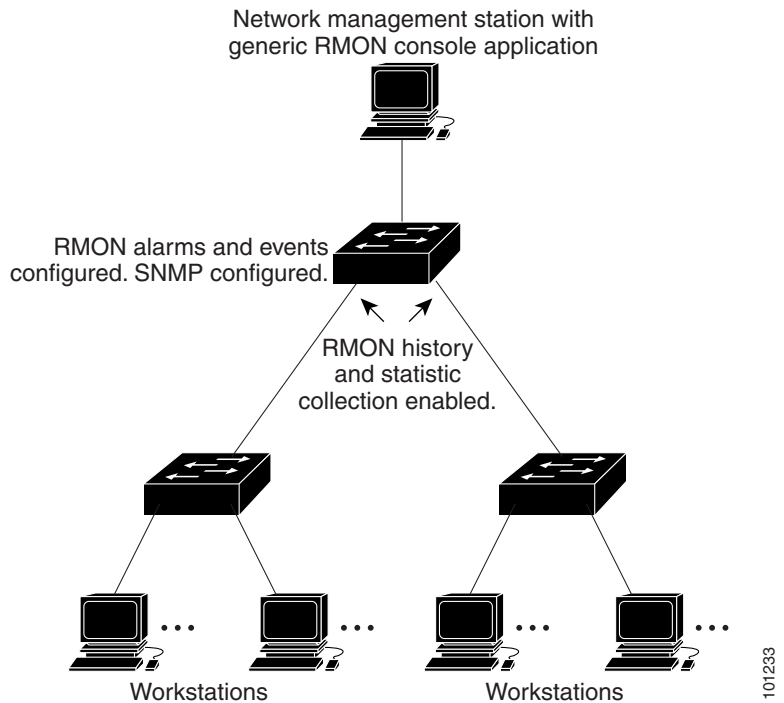 Network management station with
generic RMON console application
RMON alarms and events
configured. SNMP configured.
RMON history
and statistic
collection enabled.
Workstations
Workstations
101233